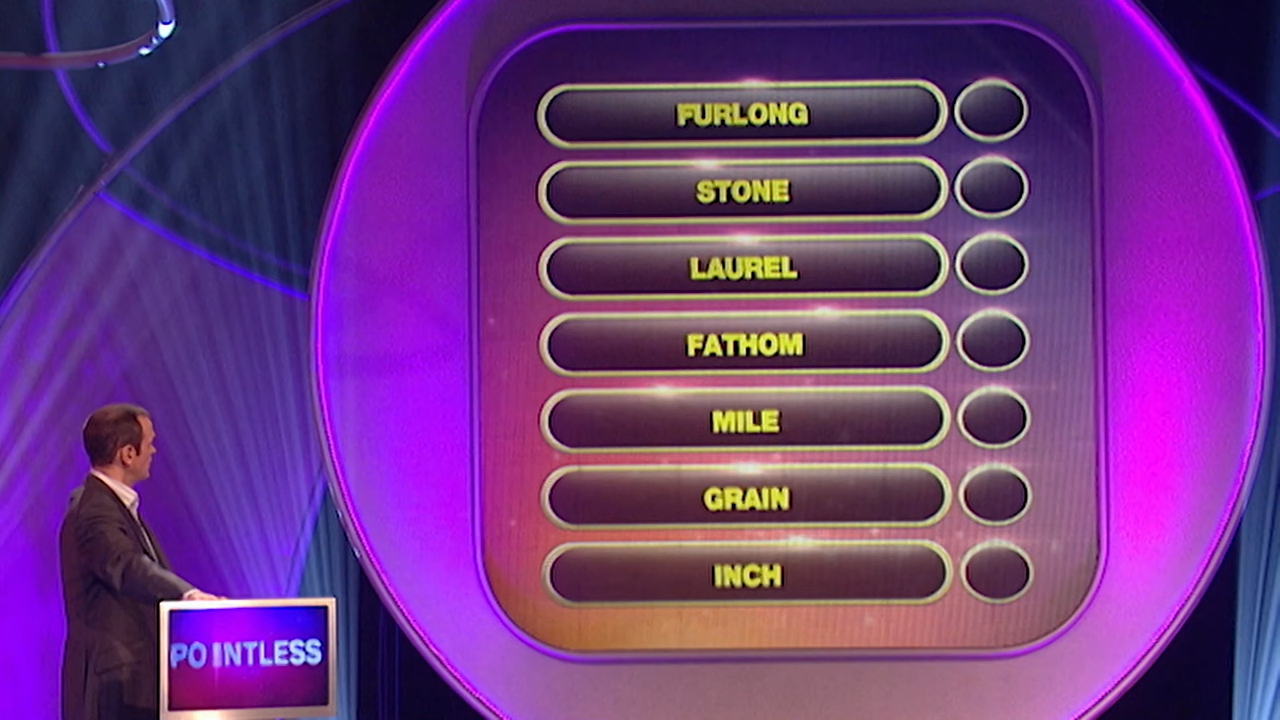 FURLONG
STONE
LAUREL
FATHOM
MILE
GRAIN
INCH
POINTLESS